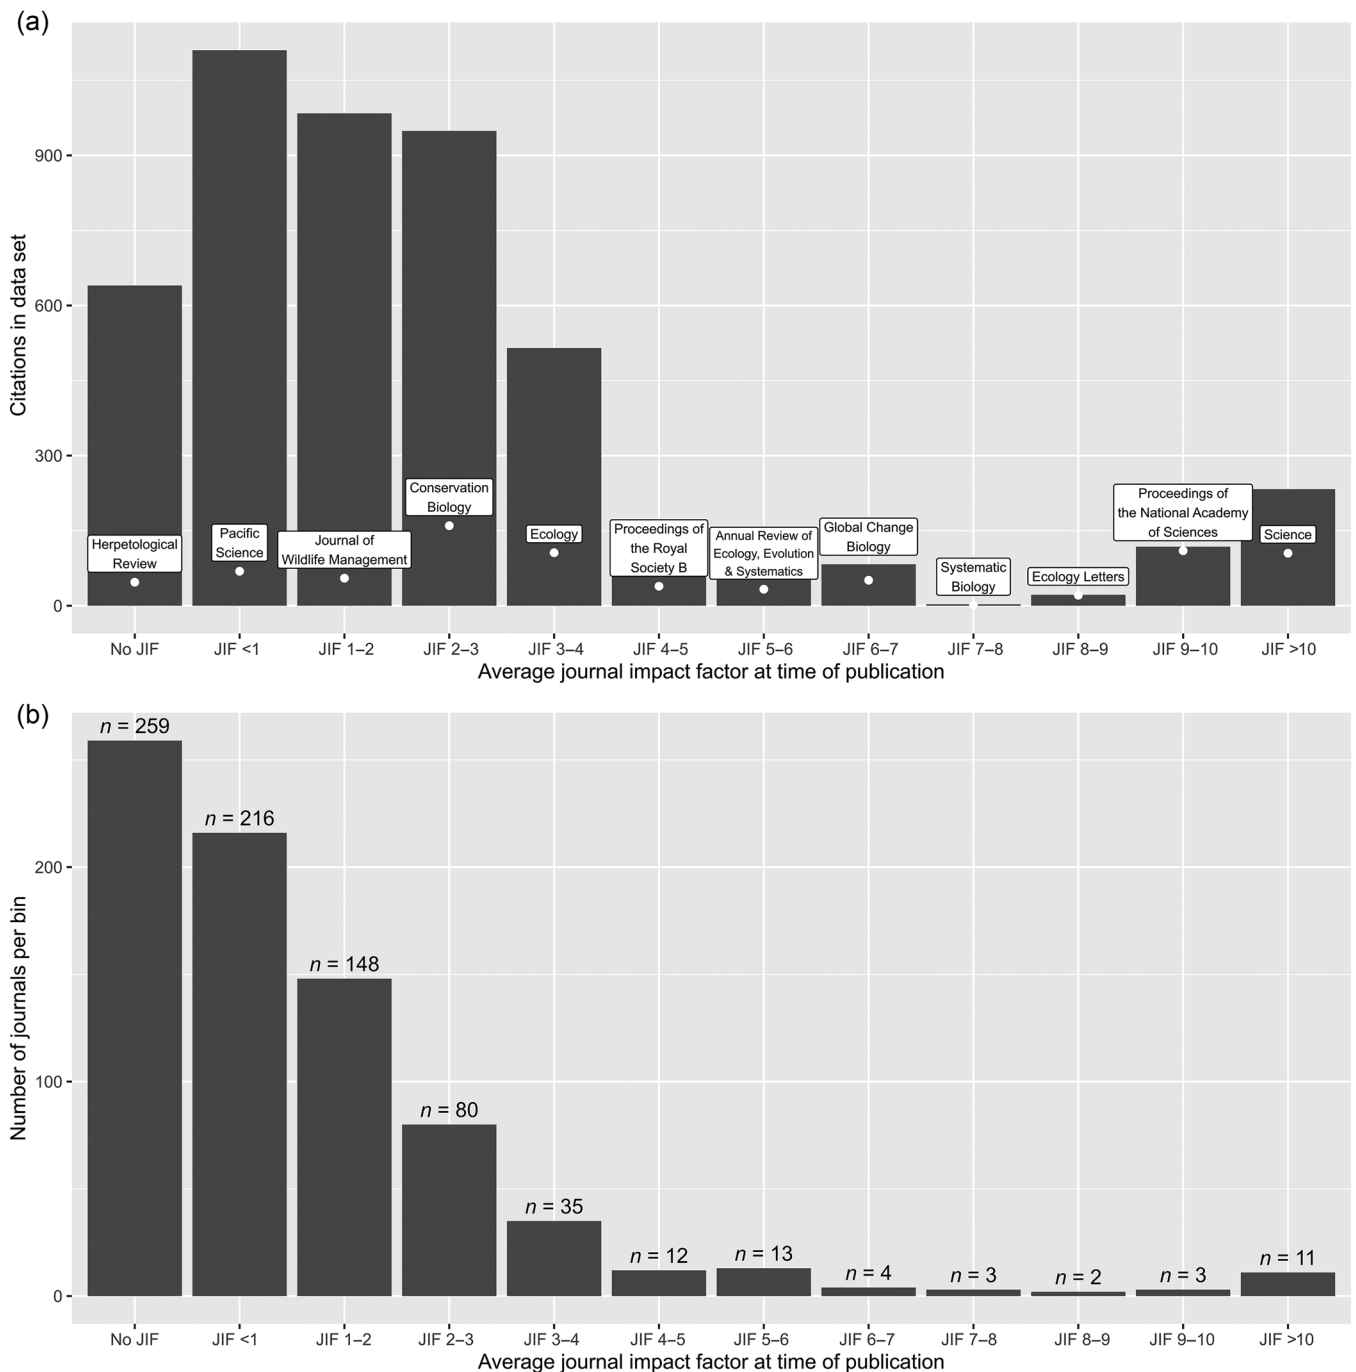 (a)
Citations in data set
900
600
300
0
Herpetological
Review
Pacific
Science
Journal of
Wildlife Management
Conservation
Biology
Ecology
Proceedings of
the Royal
Society B
Annual Review of
Ecology, Evolution
& Systematics
Global Change
Biology
Systematic
Biology
Ecology Letters
Proceedings of
the National Academy
of Sciences
Science
No JIF JIF <1 JIF 1–2 JIF 2–3 JIF 3–4 JIF 4–5 JIF 5–6 JIF 6–7 JIF 7–8 JIF 8–9 JIF 9–10 JIF >10
Average journal impact factor at time of publication
(b)
Number of journals per bin
200
100
0
n = 259
n = 216
n = 148
n = 80
n = 35
n = 12
n = 13
n = 4
n = 3
n = 2
n = 3
n = 11
No JIF JIF <1 JIF 1–2 JIF 2–3 JIF 3–4 JIF 4–5 JIF 5–6 JIF 6–7 JIF 7–8 JIF 8–9 JIF 9–10 JIF >10
Average journal impact factor at time of publication